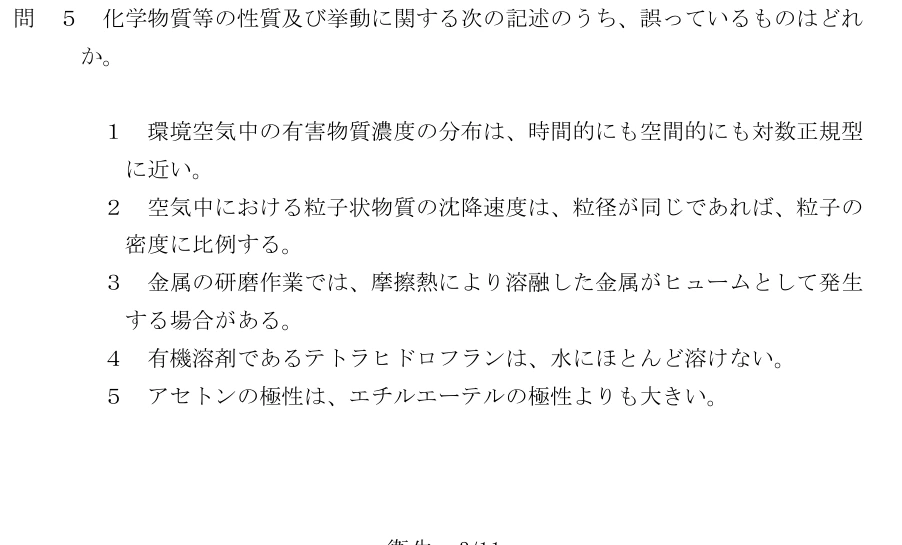 問　５　化学物質等の性質及び挙動に関する次の記述のうち、誤っているものはどれ
か。
１　環境空気中の有害物質濃度の分布は、時間的にも空間的にも対数正規型
に近い。
２　空気中における粒子状物質の沈降速度は、粒径が同じであれば、粒子の
密度に比例する。
３　金属の研磨作業では、摩擦熱により溶融した金属がヒュームとして発生
する場合がある。
４　有機溶剤であるテトラヒドロフランは、水にほとんど溶けない。
５　アセトンの極性は、エチルエーテルの極性よりも大きい。